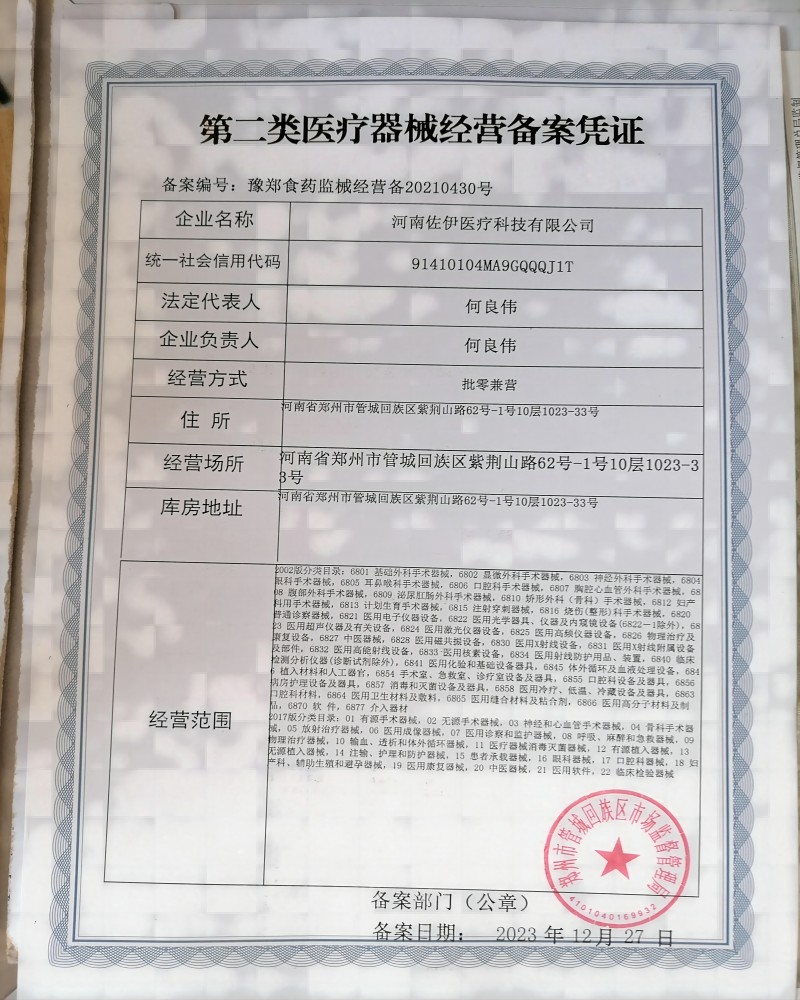 第二类医疗器械经营备案凭证
备案编号：豫郑食药监械经营备20210430号
企业名称 河南佐伊医疗科技有限公司
统一社会信用代码 91410104MA9GQQQJ1T
法定代表人 何良伟
企业负责人 何良伟
经营方式 批零兼营
住 所 河南省郑州市管城回族区紫荆山路62号-1号10层1023-33号
经营场所 河南省郑州市管城回族区紫荆山路62号-1号10层1023-3
3号
库房地址 河南省郑州市管城回族区紫荆山路62号-1号10层1023-33号
经营范围
2002版分类目录：6801 基础外科手术器械，6802 显微外科手术器械，6803 神经外科手术器械，6804
眼科手术器械，6805 耳鼻喉科手术器械，6806 口腔科手术器械，6807 胸腔心血管外科手术器械，68
08 腹部外科手术器械，6809 泌尿肛肠外科手术器械，6810 矫形外科（骨科）手术器械，6812 妇产
科用手术器械，6813 计划生育手术器械，6815 注射穿刺器械，6816 烧伤(整形)科手术器械，6820
普通诊察器械，6821 医用电子仪器设备，6822 医用光学器具、仪器及内窥镜设备(6822-1除外)，68
23 医用超声仪器及有关设备，6824 医用激光仪器设备，6825 医用高频仪器设备，6826 物理治疗及
康复设备，6827 中医器械，6828 医用磁共振设备，6830 医用X射线设备，6831 医用X射线附属设备
及部件，6832 医用高能射线设备，6833 医用核素设备，6834 医用射线防护用品、装置，6840 临床
检测分析仪器(诊断试剂除外)，6841 医用化验和基础设备器具，6845 体外循环及血液处理设备，684
6 植入材料和人工器官，6854 手术室、急救室、诊疗室设备及器具，6855 口腔科设备及器具，6856
病房护理设备及器具，6857 消毒和灭菌设备及器具，6858 医用冷疗、低温、冷藏设备及器具，6863
口腔科材料，6864 医用卫生材料及敷料，6865 医用缝合材料及粘合剂，6866 医用高分子材料及制
品，6870 软 件，6877 介入器材
2017版分类目录：01 有源手术器械，02 无源手术器械，03 神经和心血管手术器械，04 骨科手术器
械，05 放射治疗器械，06 医用成像器械，07 医用诊察和监护器械，08 呼吸、麻醉和急救器械，09
物理治疗器械，10 输血、透析和体外循环器械，11 医疗器械消毒灭菌器械，12 有源植入器械，13
无源植入器械，14 注输、护理和防护器械，15 患者承载器械，16 眼科器械，17 口腔科器械，18 妇
产科、辅助生殖和避孕器械，19 医用康复器械，20 中医器械，21 医用软件，22 临床检验器械
郑州市管城回族区市场监督管理局
4101040169932
备案部门（公章）
备案日期： 2023 年 12月 27 日